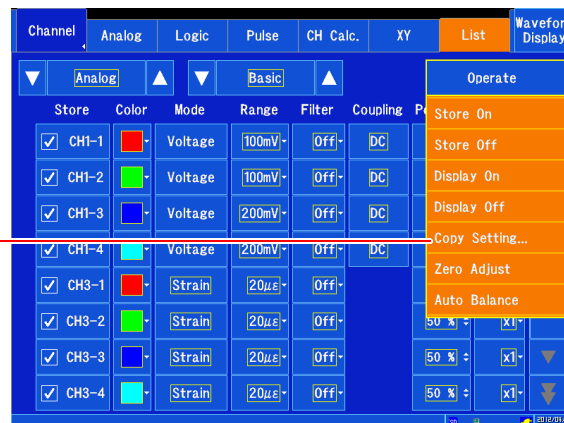 Channel Analog Logic Pulse CH Calc. XY List Waveform Display
Analog Basic Operate
Store Color Mode Range Filter Coupling
CH1-1 Voltage 100mV Off DC Store On
CH1-2 Voltage 100mV Off DC Store Off
Display On
CH1-3 Voltage 200mV Off DC Display Off
CH1-4 Voltage 200mV Off DC Copy Setting...
CH3-1 Strain 20με Off Zero Adjust
Auto Balance
CH3-2 Strain 20με Off 50 % x1
CH3-3 Strain 20με Off 50 % x1
CH3-4 Strain 20με Off 50 % x1